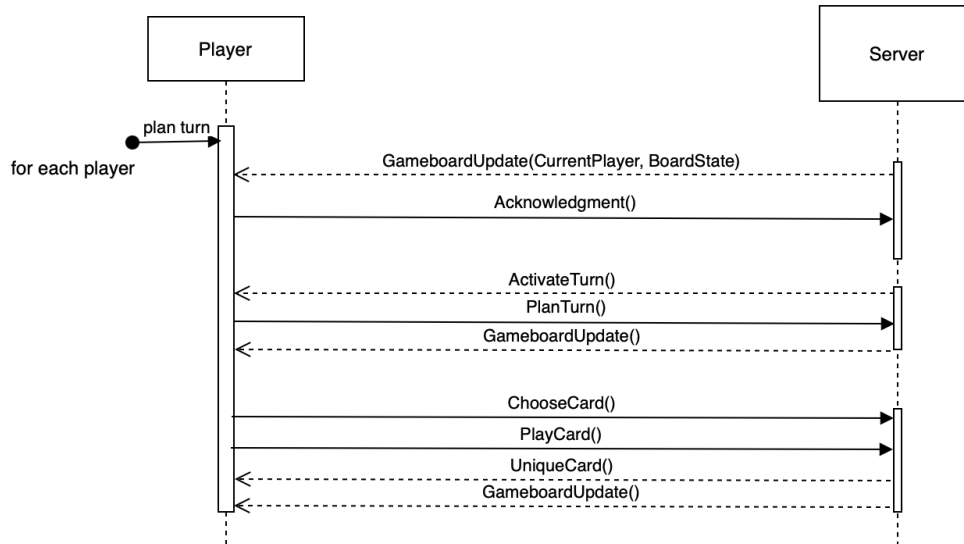 Player
Server
plan turn
for each player
GameboardUpdate(CurrentPlayer, BoardState)
Acknowledgment()
ActivateTurn()
PlanTurn()
GameboardUpdate()
ChooseCard()
PlayCard()
UniqueCard()
GameboardUpdate()